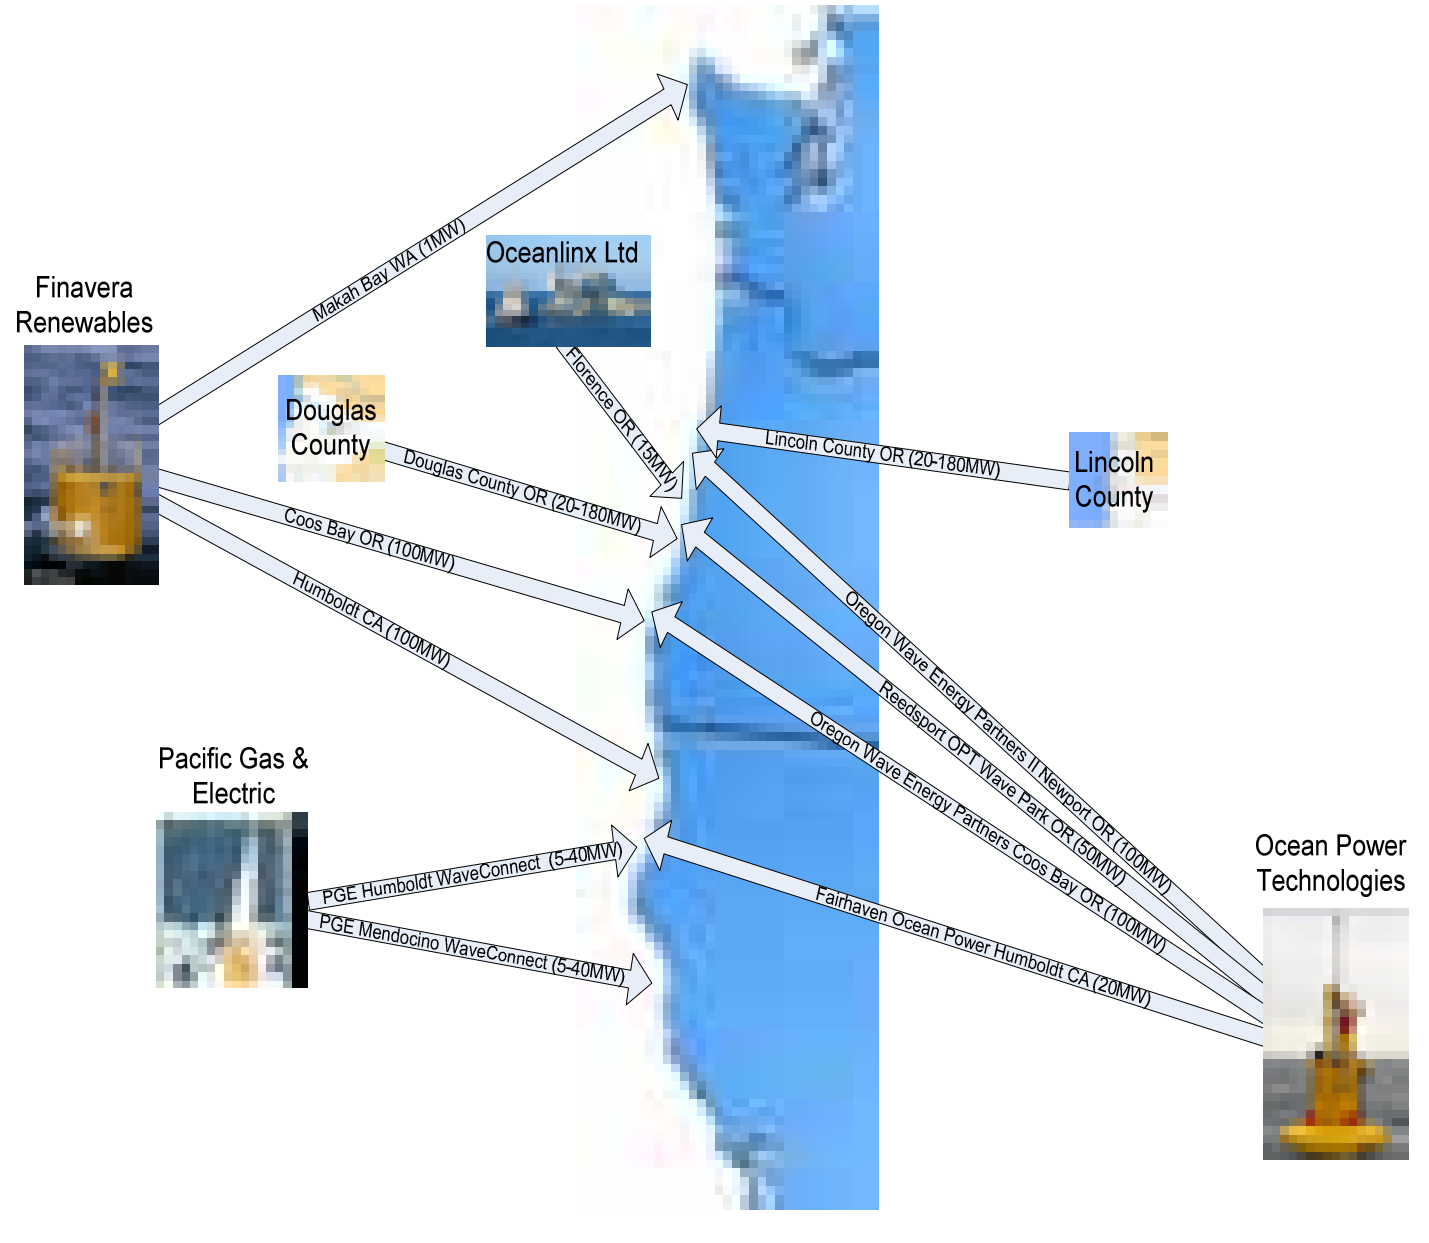 Makah Bay WA (1MW)
Oceanlinx Ltd
Finavera
Renewables
Florence OR (15MW)
Douglas
County
Douglas County OR (20-180MW)
Lincoln County OR (20-180MW)
Lincoln
County
Coos Bay OR (100MW)
Humboldt CA (100MW)
Oregon Wave Energy Partners II Newport OR (100MW)
Reedsport OPT Wave Park OR (50MW)
Oregon Wave Energy Partners Coos Bay OR (100MW)
Pacific Gas &
Electric
PGE Humboldt WaveConnect (5-40MW)
PGE Mendocino WaveConnect (5-40MW)
Fairhaven Ocean Power Humboldt CA (20MW)
Ocean Power
Technologies